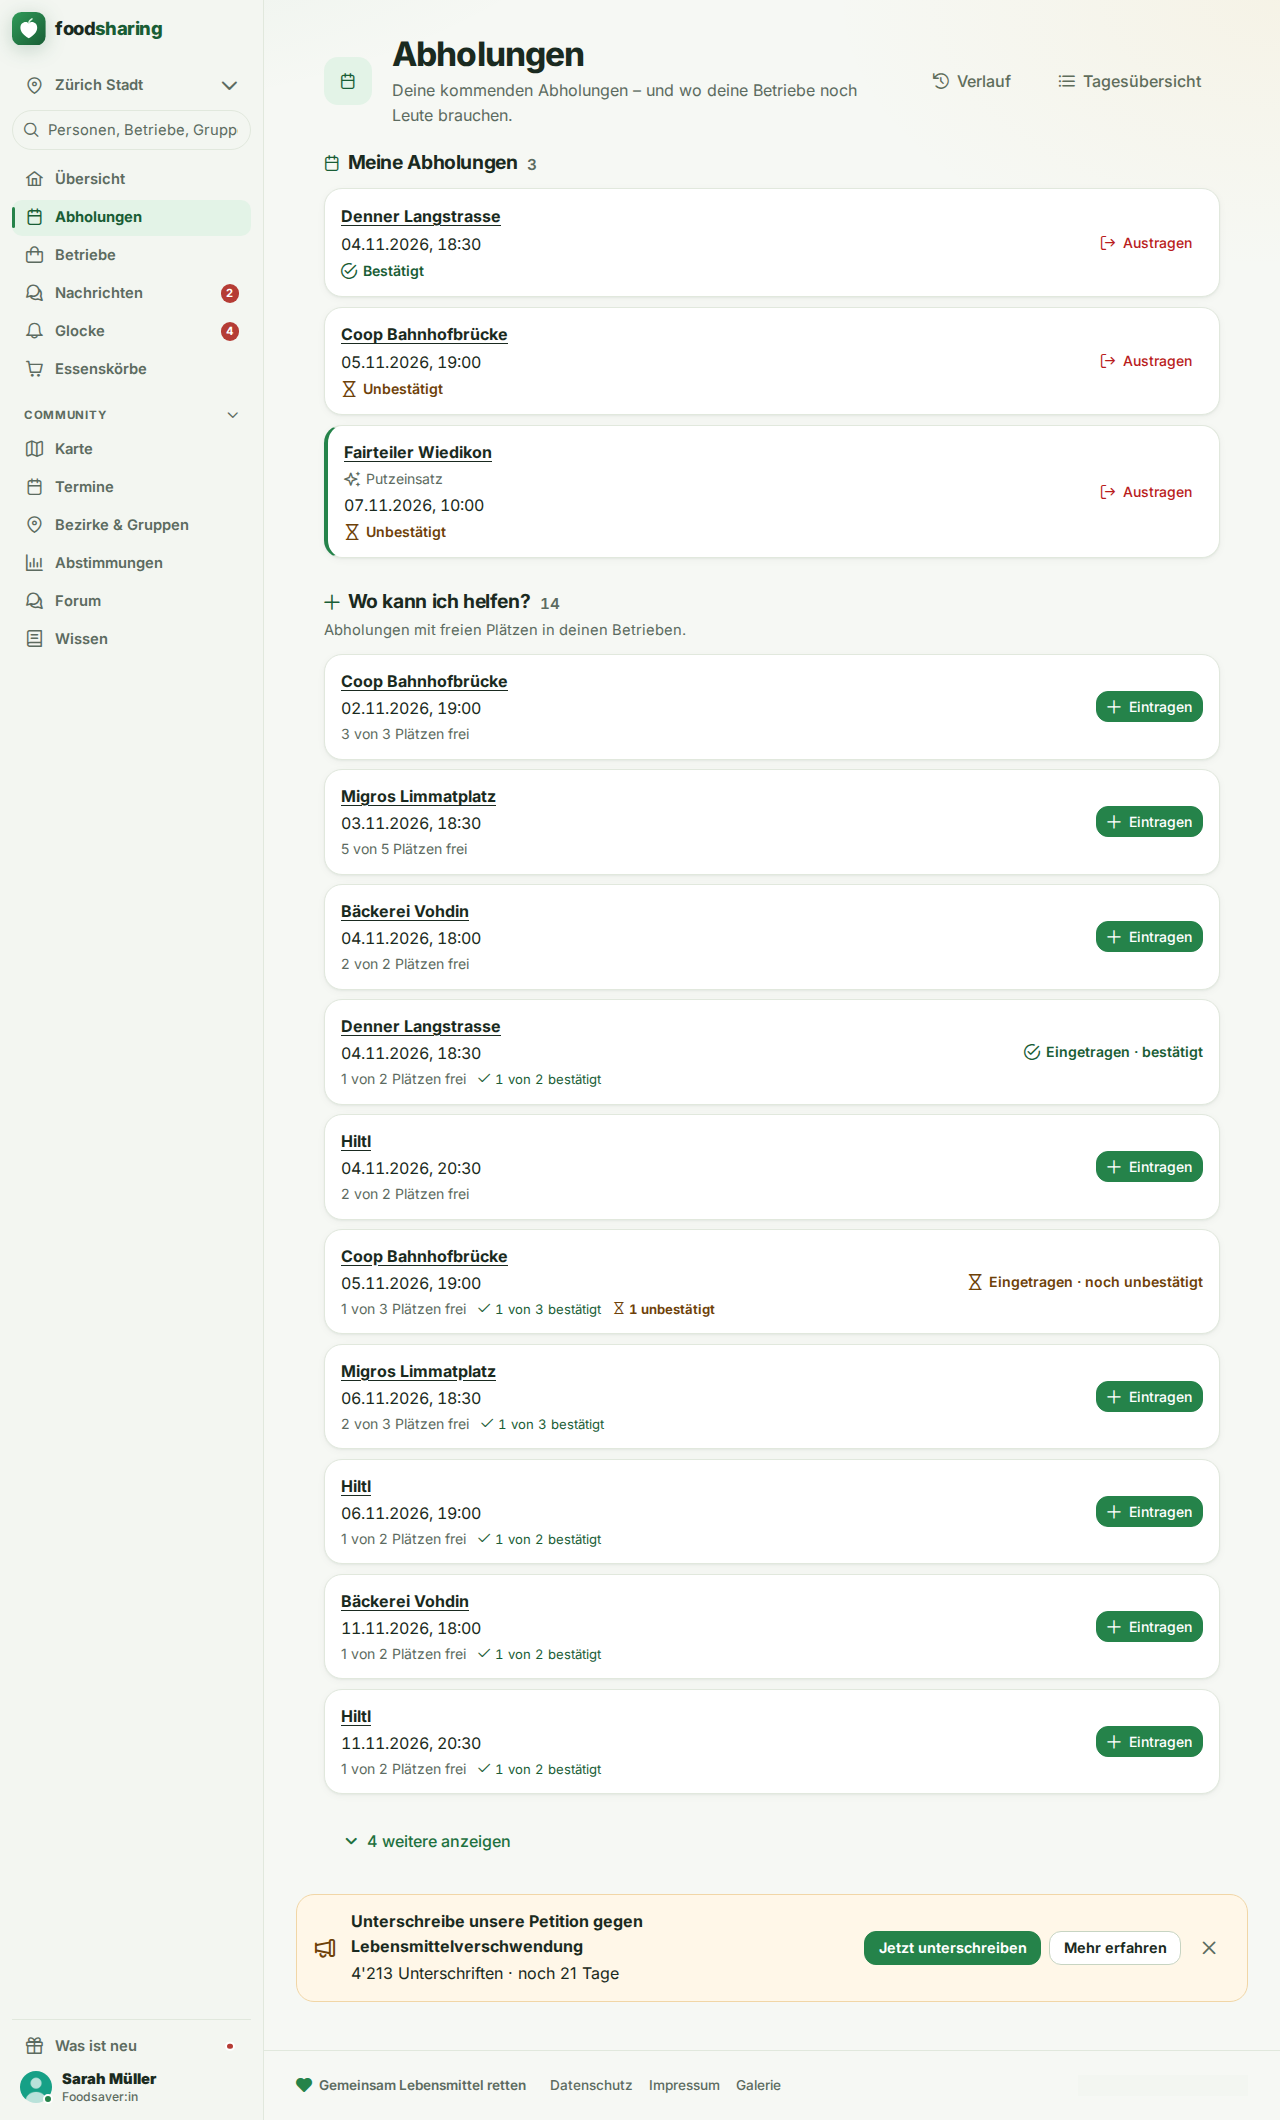 foodsharing
Zürich Stadt
Personen, Betriebe, Grupp
Übersicht
Abholungen
Betriebe
Nachrichten 2
Glocke 4
Essenskörbe
COMMUNITY
Karte
Termine
Bezirke & Gruppen
Abstimmungen
Forum
Wissen
Was ist neu
Sarah Müller
Foodsaver:in
Abholungen
Deine kommenden Abholungen – und wo deine Betriebe noch
Leute brauchen.
Verlauf
Tagesübersicht
Meine Abholungen 3
Denner Langstrasse
04.11.2026, 18:30
Bestätigt
Austragen
Coop Bahnhofbrücke
05.11.2026, 19:00
Unbestätigt
Austragen
Fairteiler Wiedikon
Putzeinsatz
07.11.2026, 10:00
Unbestätigt
Austragen
Wo kann ich helfen? 14
Abholungen mit freien Plätzen in deinen Betrieben.
Coop Bahnhofbrücke
02.11.2026, 19:00
3 von 3 Plätzen frei
Eintragen
Migros Limmatplatz
03.11.2026, 18:30
5 von 5 Plätzen frei
Eintragen
Bäckerei Vohdin
04.11.2026, 18:00
2 von 2 Plätzen frei
Eintragen
Denner Langstrasse
04.11.2026, 18:30
1 von 2 Plätzen frei 1 von 2 bestätigt
Eingetragen · bestätigt
Hiltl
04.11.2026, 20:30
2 von 2 Plätzen frei
Eintragen
Coop Bahnhofbrücke
05.11.2026, 19:00
1 von 3 Plätzen frei 1 von 3 bestätigt 1 unbestätigt
Eingetragen · noch unbestätigt
Migros Limmatplatz
06.11.2026, 18:30
2 von 3 Plätzen frei 1 von 3 bestätigt
Eintragen
Hiltl
06.11.2026, 19:00
1 von 2 Plätzen frei 1 von 2 bestätigt
Eintragen
Bäckerei Vohdin
11.11.2026, 18:00
1 von 2 Plätzen frei 1 von 2 bestätigt
Eintragen
Hiltl
11.11.2026, 20:30
1 von 2 Plätzen frei 1 von 2 bestätigt
Eintragen
4 weitere anzeigen
Unterschreibe unsere Petition gegen
Lebensmittelverschwendung
4'213 Unterschriften · noch 21 Tage
Jetzt unterschreiben
Mehr erfahren
Gemeinsam Lebensmittel retten Datenschutz Impressum Galerie